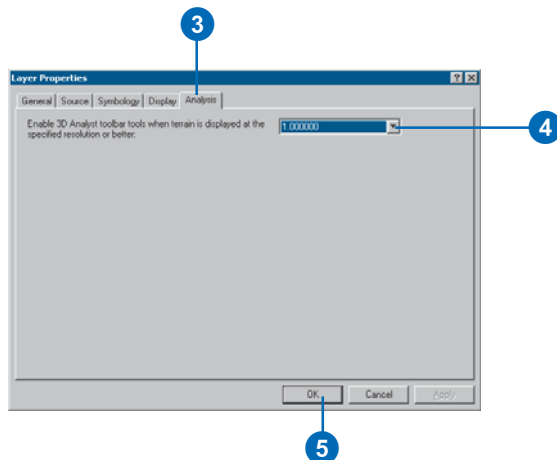 3
Layer Properties
General Source Symbology Display Analysis
Enable 3D Analyst toolbar tools when terrain is displayed at the
specified resolution or better:
1.000000
4
OK Cancel Apply
5